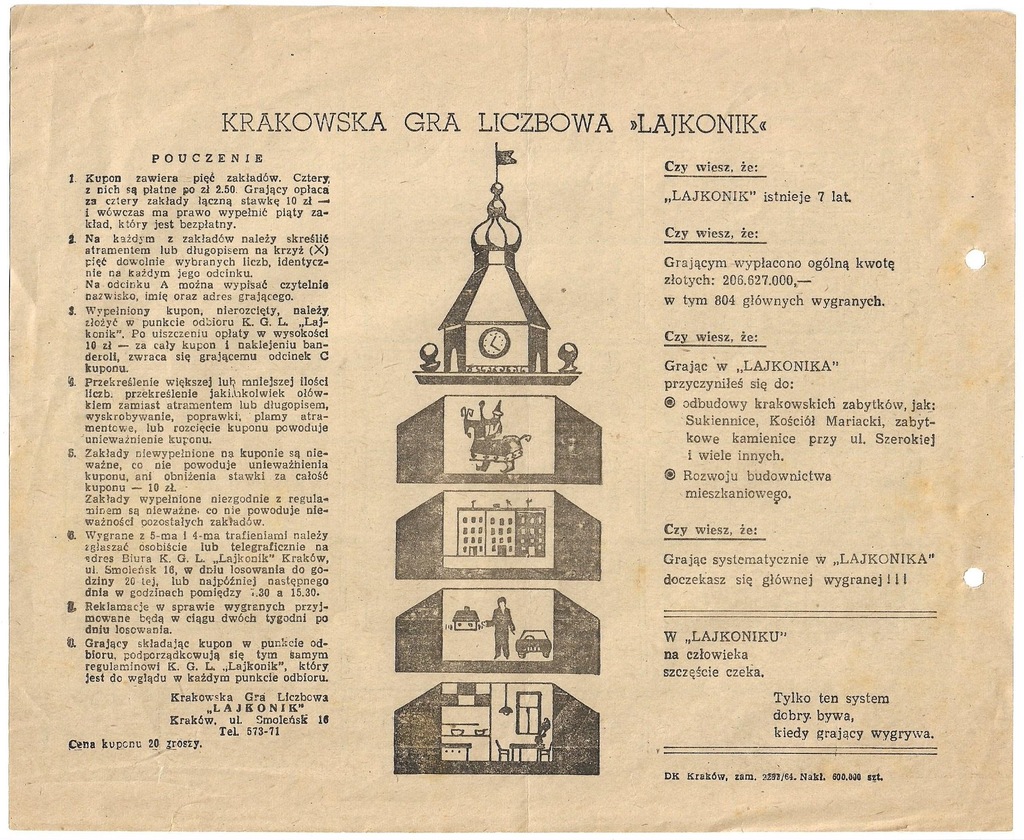 KRAKOWSKA GRA LICZBOWA »LAJKONIK«
POUCZENIE
1. Kupon zawiera pięć zakładów. Cztery,
z nich są płatne po zł 2.50. Grający opłaca
za cztery zakłady łączną stawkę 10 zł —
i wówczas ma prawo wypełnić piąty za-
kład, który jest bezpłatny.
2. Na każdym z zakładów należy skreślić
atramentem lub długopisem na krzyż (X)
pięć dowolnie wybranych liczb, identycz-
nie na każdym jego odcinku.
Na odcinku A można wypisać czytelnie
nazwisko, imię oraz adres grającego.
3. Wypełniony kupon, nierozcięty, należy
złożyć w punkcie odbioru K. G. L. „Laj-
konik". Po uiszczeniu opłaty w wysokości
10 zł — za cały kupon i naklejeniu ban-
deroli, zwraca się grającemu odcinek C
kuponu.
4. Przekreślenie większej lub mniejszej ilości
liczb, przekreślenie jakimkolwiek ołów-
kiem zamiast atramentem lub długopisem,
wyskrobywanie, poprawki, plamy atra-
mentowe, lub rozcięcie kuponu powoduje
unieważnienie kuponu.
5. Zakłady niewypełnione na kuponie są nie-
ważne, co nie powoduje unieważnienia
kuponu, ani obniżenia stawki za całość
kuponu — 10 zł.
Zakłady wypełnione niezgodnie z regula-
minem są nieważne, co nie powoduje nie-
ważności pozostałych zakładów.
6. Wygrane z 5-ma i 4-ma trafieniami należy
zgłaszać osobiście lub telegraficznie na
adres Biura K. G. L. „Lajkonik" Kraków,
ul. Smoleńsk 16, w dniu losowania do go-
dziny 20-tej, lub najpóźniej następnego
dnia w godzinach pomiędzy 7.30 a 15.30.
7. Reklamacje w sprawie wygranych przyj-
mowane będą w ciągu dwóch tygodni po
dniu losowania.
8. Grający składając kupon w punkcie od-
bioru, podporządkowują się tym samym
regulaminowi K. G. L. „Lajkonik", który
jest do wglądu w każdym punkcie odbioru.
Krakowska Gra Liczbowa
„LAJKONIK"
Kraków, ul. Smoleńsk 16
Tel. 573-71
Cena kuponu 20 groszy.
Czy wiesz, że:
„LAJKONIK" istnieje 7 lat.
Czy wiesz, że:
Grającym wypłacono ogólną kwotę
złotych: 206.627.000,—
w tym 804 głównych wygranych.
Czy wiesz, że:
Grając w „LAJKONIKA"
przyczyniłeś się do:
odbudowy krakowskich zabytków, jak:
Sukiennice, Kościół Mariacki, zabyt-
kowe kamienice przy ul. Szerokiej
i wiele innych.
Rozwoju budownictwa
mieszkaniowego.
Czy wiesz, że:
Grając systematycznie w „LAJKONIKA"
doczekasz się głównej wygranej!!!
W „LAJKONIKU"
na człowieka
szczęście czeka.
Tylko ten system
dobry bywa,
kiedy grający wygrywa.
DK Kraków, zam. Nakł. 600.000 szt.